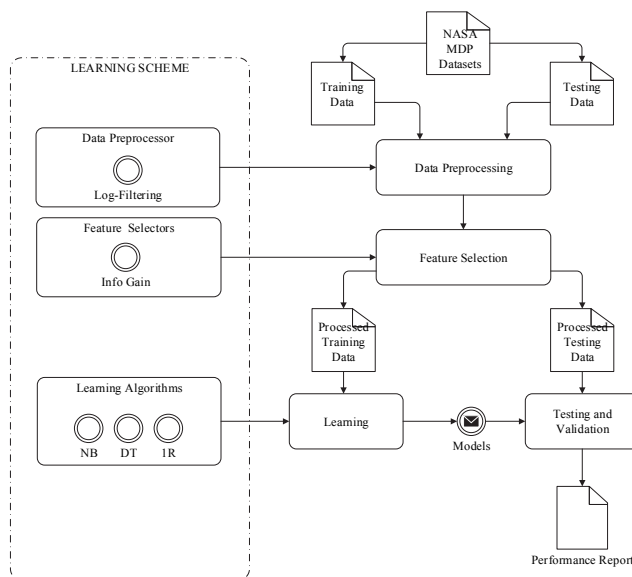 NASA
MDP
Datasets
LEARNING SCHEME
Training
Data
Testing
Data
Data Preprocessor
Log-Filtering
Data Preprocessing
Feature Selectors
Info Gain
Feature Selection
Processed
Training
Data
Processed
Testing
Data
Learning Algorithms
NB DT 1R
Learning
Models
Testing and
Validation
Performance Report